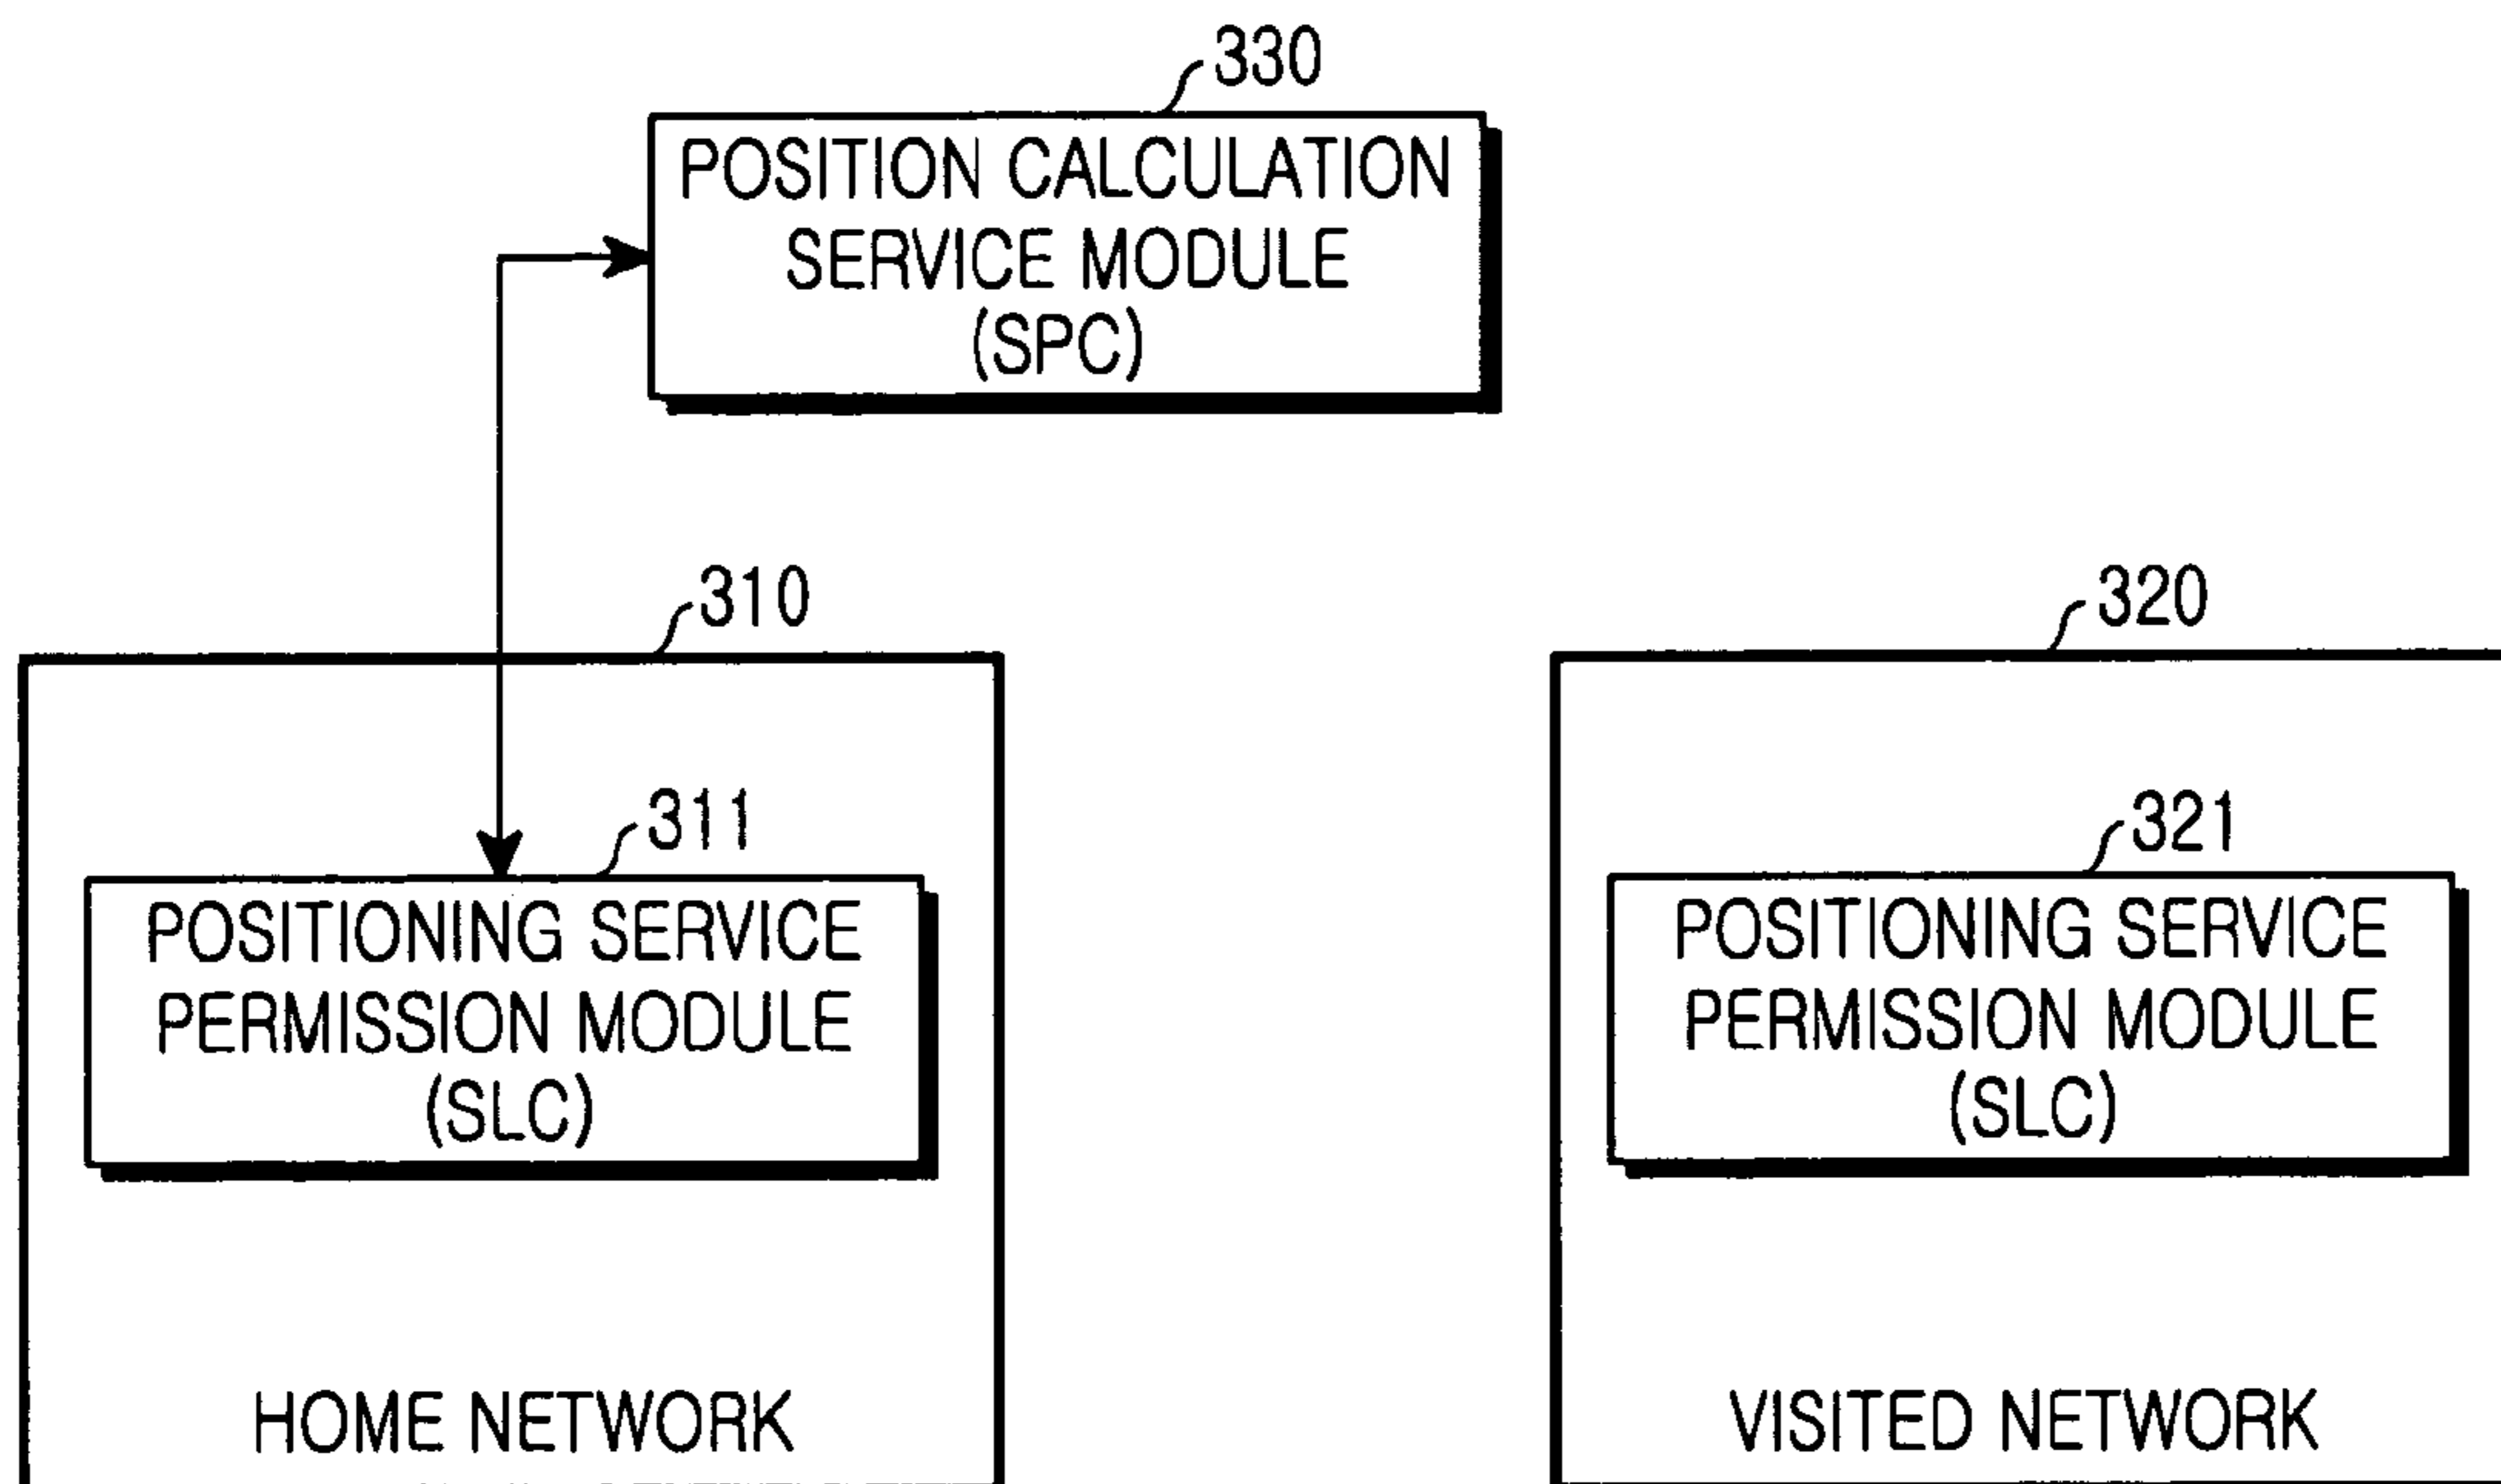 330
POSITION CALCULATION
SERVICE MODULE
(SPC)
310
320
311
POSITIONING SERVICE
PERMISSION MODULE
(SLC)
HOME NETWORK
321
POSITIONING SERVICE
PERMISSION MODULE
(SLC)
VISITED NETWORK